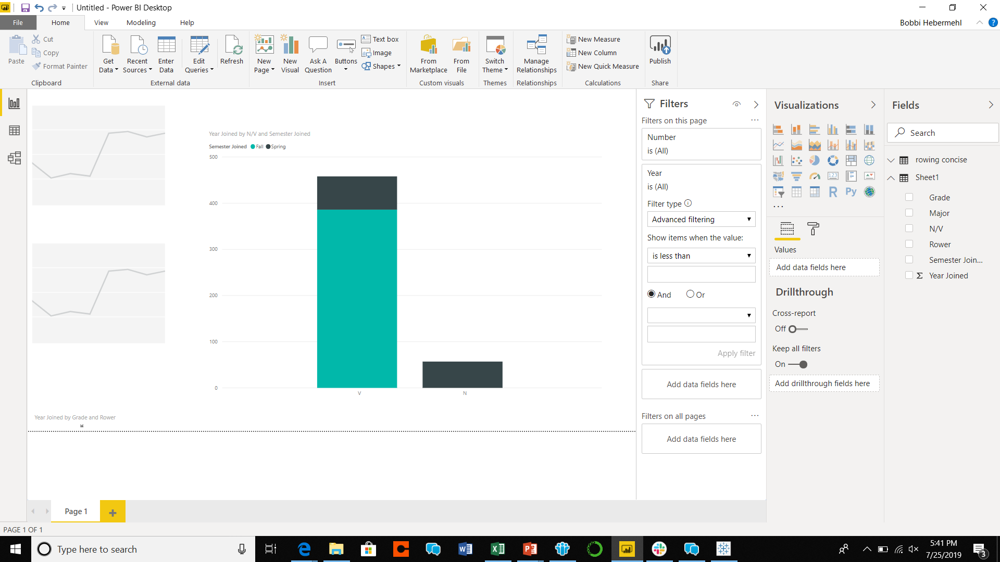 Untitled - Power BI Desktop
File
Home
View
Modeling
Help
Bobbi Hebermehl
?
Paste
Cut
Copy
Format Painter
Clipboard
Get
Data
Recent
Sources
Enter
Data
Edit
Queries
Refresh
External data
New
Page
New
Visual
Ask A
Question
Buttons
Text box
Image
Shapes
Insert
From
Marketplace
From
File
Custom visuals
Switch
Theme
Themes
Manage
Relationships
Relationships
New Measure
New Column
New Quick Measure
Calculations
Publish
Share
Year Joined by N/V and Semester Joined
Semester Joined Fall Spring
500
400
300
200
100
0
V
N
Year Joined by Grade and Rower
Filters
Filters on this page
...
Number
is (All)
Year
is (All)
Filter type
Advanced filtering
Show items when the value:
is less than
And Or
Apply filter
Add data fields here
Filters on all pages
...
Add data fields here
Visualizations
123
R
Py
...
Values
Add data fields here
Drillthrough
Cross-report
Off
Keep all filters
On
Add drillthrough fields here
Fields
Search
rowing concise
Sheet1
Grade
Major
N/V
Rower
Semester Join...
Σ Year Joined
Page 1
+
PAGE 1 OF 1
Type here to search
5:41 PM
7/25/2019
3